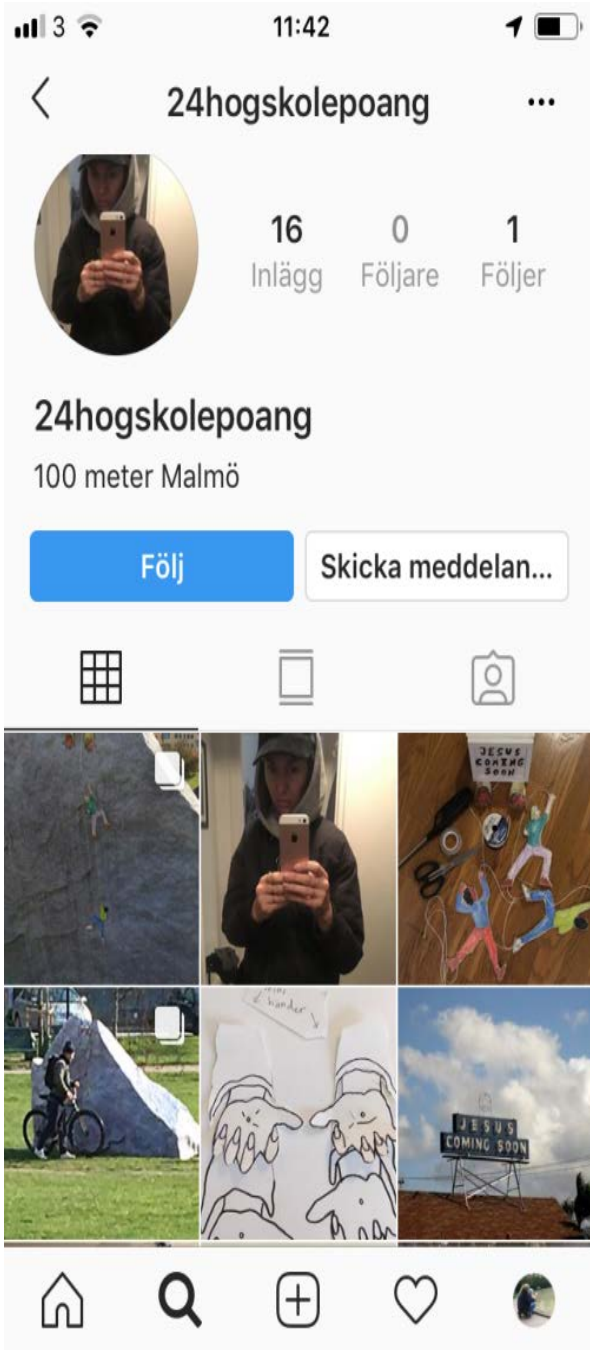 3 11:42
24hogskolepoang
16 0 1
Inlägg Följare Följer
24hogskolepoang
100 meter Malmö
Följ Skicka meddelan...
JESUS
COMING
SOON
händer
JESUS
COMING SOON